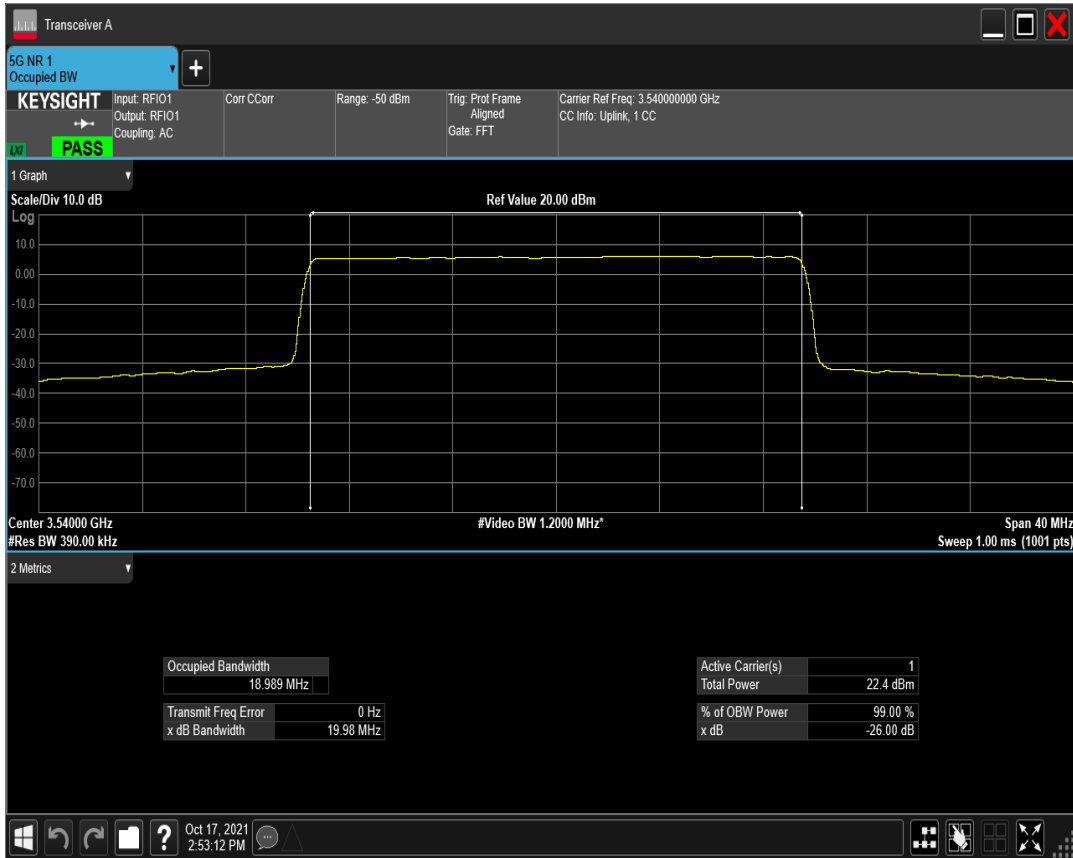 Transceiver A
5G NR 1
Occupied BW
+
KEYSIGHT
LXI
PASS
Input: RFIO1
Output: RFIO1
Coupling: AC
Corr CCorr
Range: -50 dBm
Trig: Prot Frame
Aligned
Gate: FFT
Carrier Ref Freq: 3.540000000 GHz
CC Info: Uplink, 1 CC
1 Graph
Scale/Div 10.0 dB
Ref Value 20.00 dBm
Log
10.0
0.00
-10.0
-20.0
-30.0
-40.0
-50.0
-60.0
-70.0
Center 3.54000 GHz
#Video BW 1.2000 MHz*
Span 40 MHz
#Res BW 390.00 kHz
Sweep 1.00 ms (1001 pts)
2 Metrics
Occupied Bandwidth
18.989 MHz
Transmit Freq Error 0 Hz
x dB Bandwidth 19.98 MHz
Active Carrier(s) 1
Total Power 22.4 dBm
% of OBW Power 99.00 %
x dB -26.00 dB
?
Oct 17, 2021
2:53:12 PM